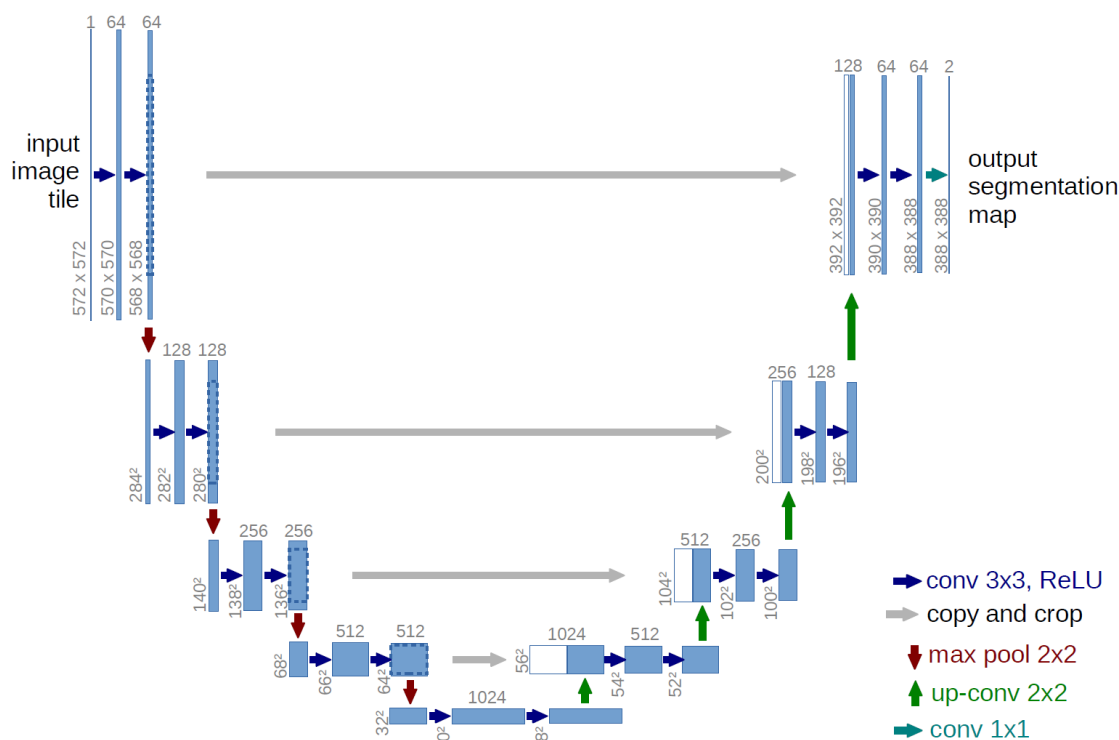 1 64 64
input
image
tile
572 x 572
570 x 570
568 x 568
128 64 64 2
output
segmentation
map
392 x 392
390 x 390
388 x 388
388 x 388
128 128
284²
282²
280²
256 128
200²
198²
196²
256 256
140²
138²
136²
512 256
104²
102²
100²
512 512
68²
66²
64²
1024 512
56²
54²
52²
1024
32²
conv 3x3, ReLU
copy and crop
max pool 2x2
up-conv 2x2
conv 1x1